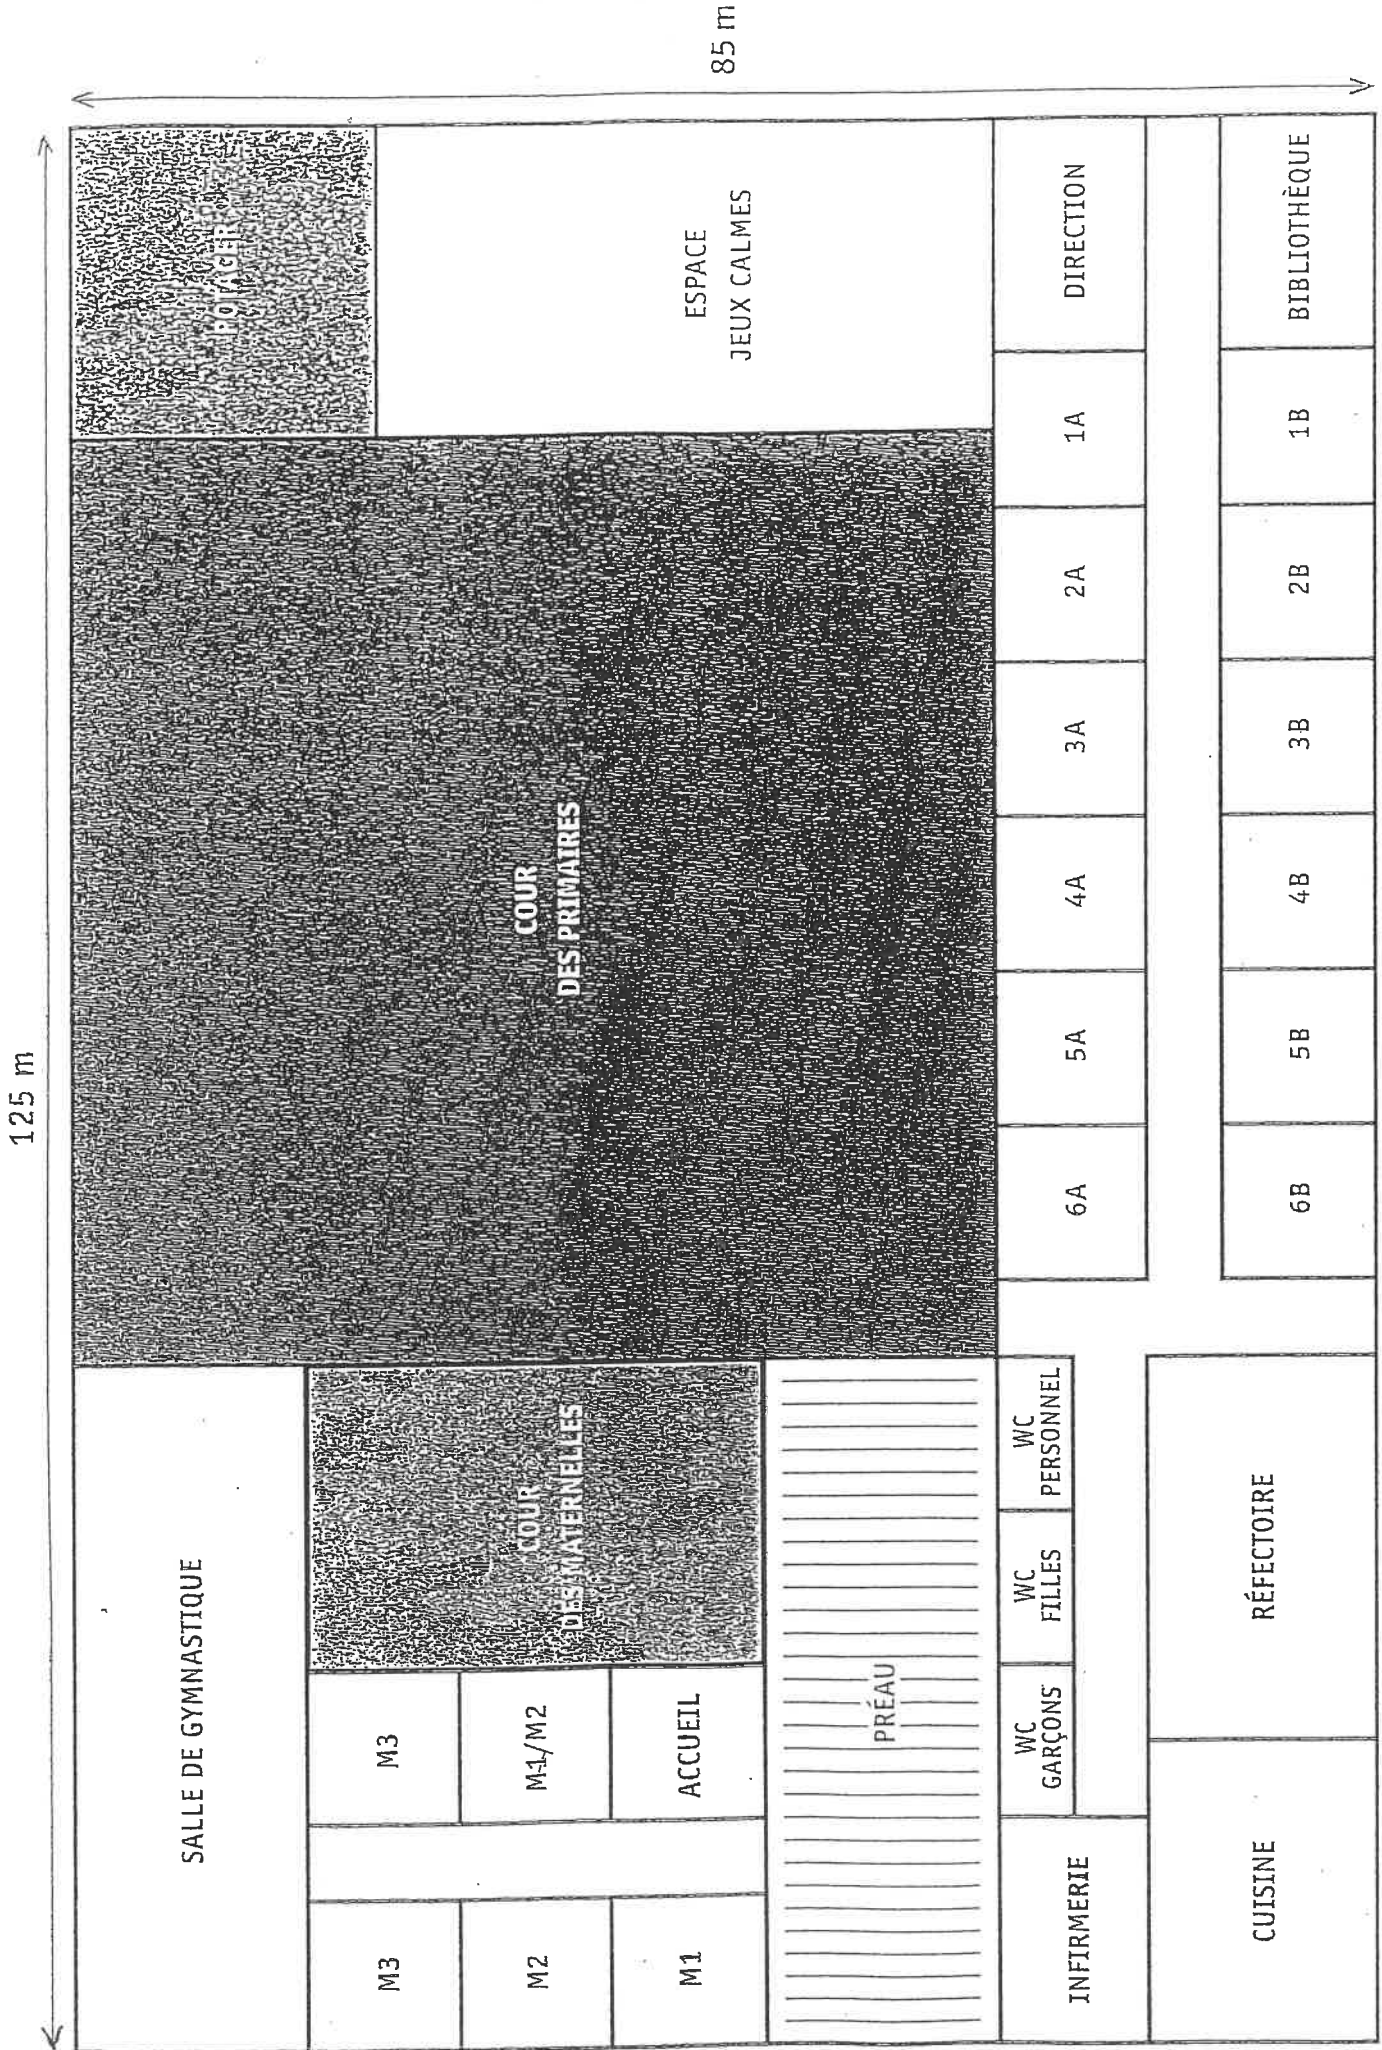 125 m
85 m
SALLE DE GYMNASTIQUE
POTAGER
M3
M3
M2
M1/M2
M1
ACCUEIL
COUR
DES MATERNELLES
COUR
DES PRIMAIRES
ESPACE
JEUX CALMES
PRÉAU
INFIRMERIE
WC
GARÇONS
WC
FILLES
WC
PERSONNEL
6A
5A
4A
3A
2A
1A
DIRECTION
CUISINE
RÉFECTOIRE
6B
5B
4B
3B
2B
1B
BIBLIOTHÈQUE